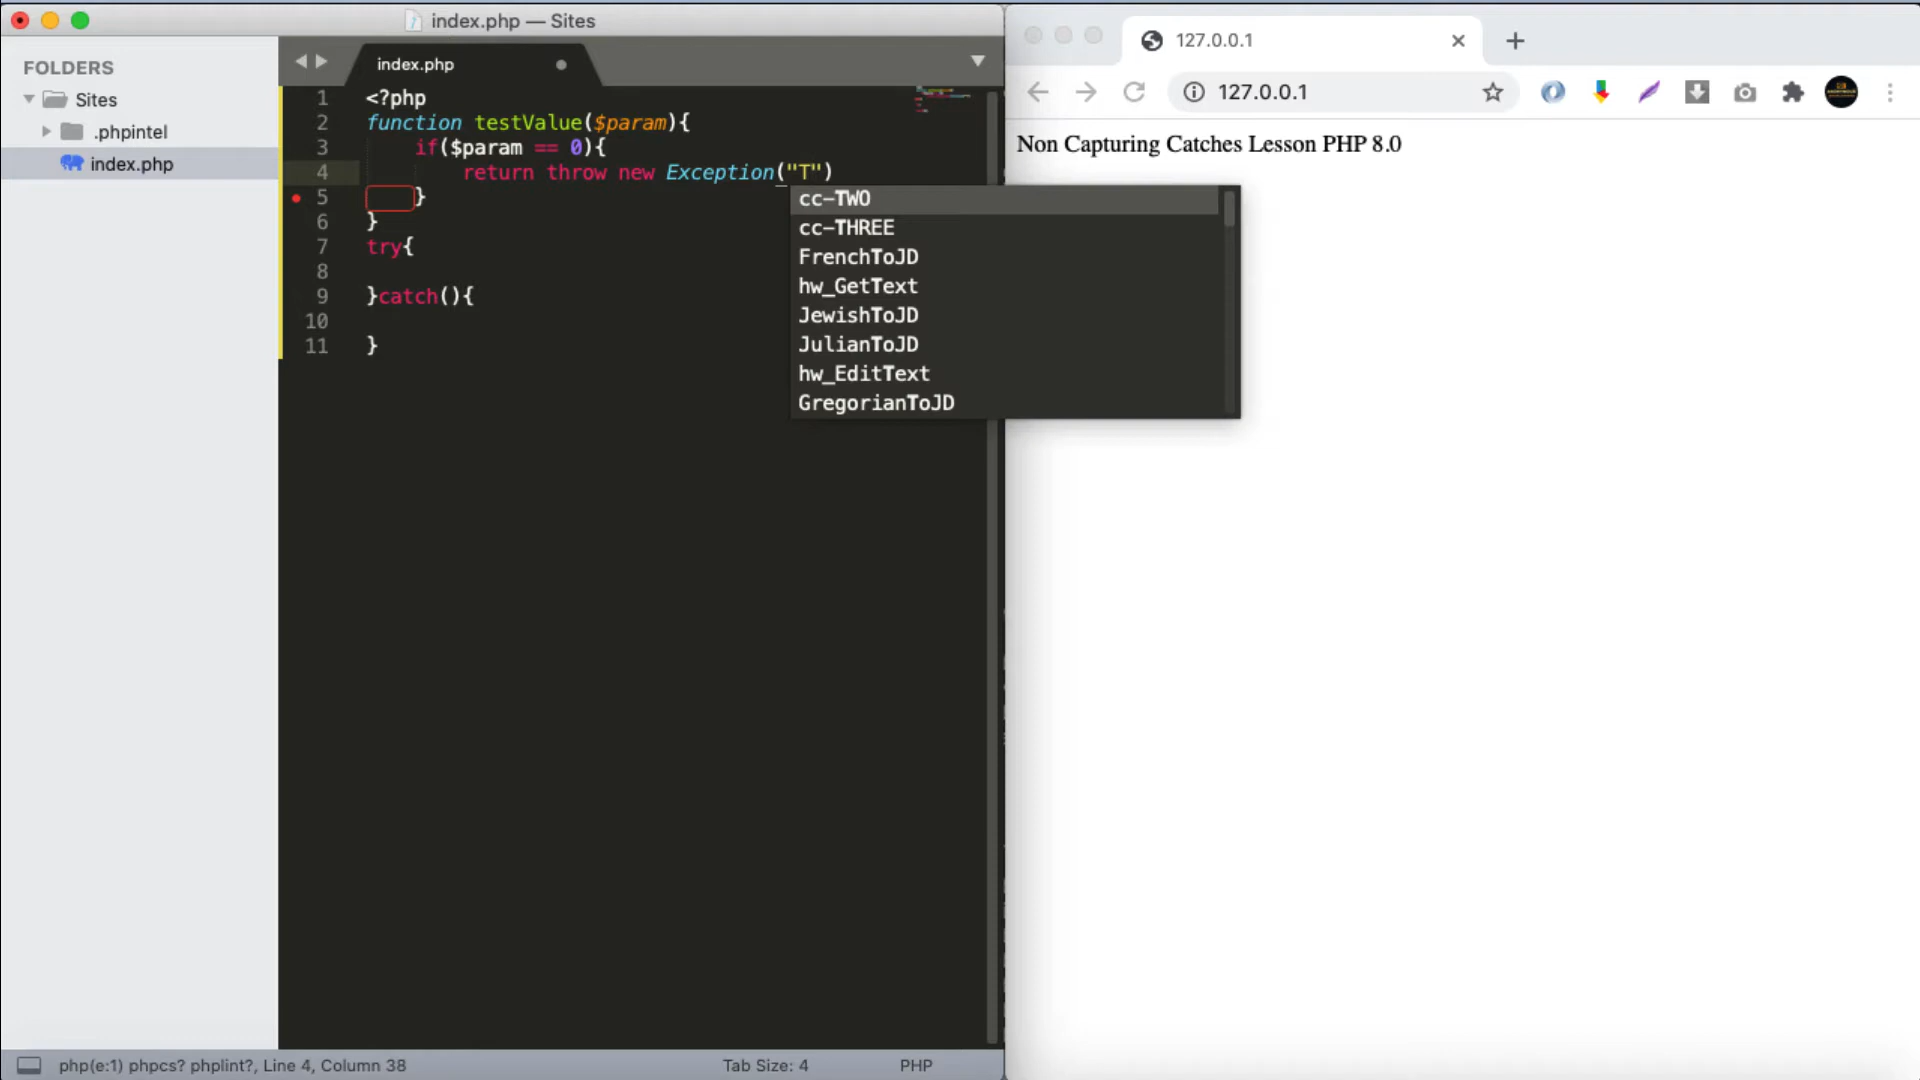 index.php — Sites
FOLDERS
Sites
.phpintel
index.php
index.php
1 <?php
2 function testValue($param){
3 if($param == 0){
4 return throw new Exception("T")
5 }
6 }
7 try{
8
9 }catch(){
10
11 }
cc-TWO
cc-THREE
FrenchToJD
hw_GetText
JewishToJD
JulianToJD
hw_EditText
GregorianToJD
php(e:1) phpcs? phplint?, Line 4, Column 38
Tab Size: 4
PHP
127.0.0.1
127.0.0.1
Non Capturing Catches Lesson PHP 8.0